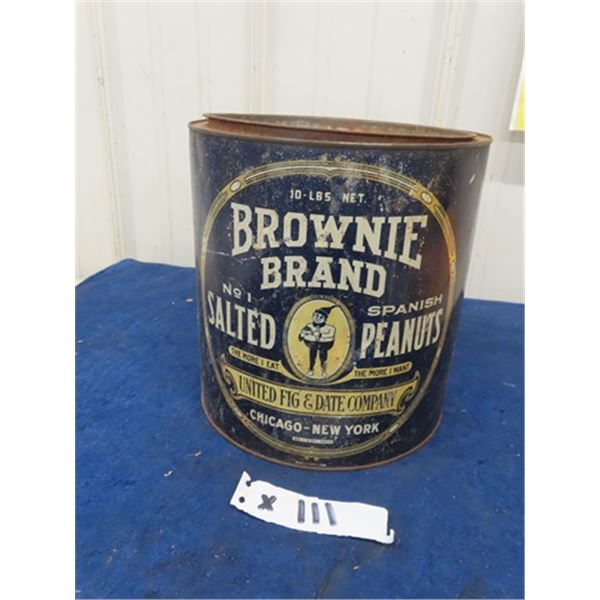 10-LBS NET.
BROWNIE
BRAND
No 1 SPANISH
SALTED PEANUTS
THE MORE I EAT THE MORE I WANT
UNITED FIG & DATE COMPANY
CHICAGO-NEW YORK
X 111